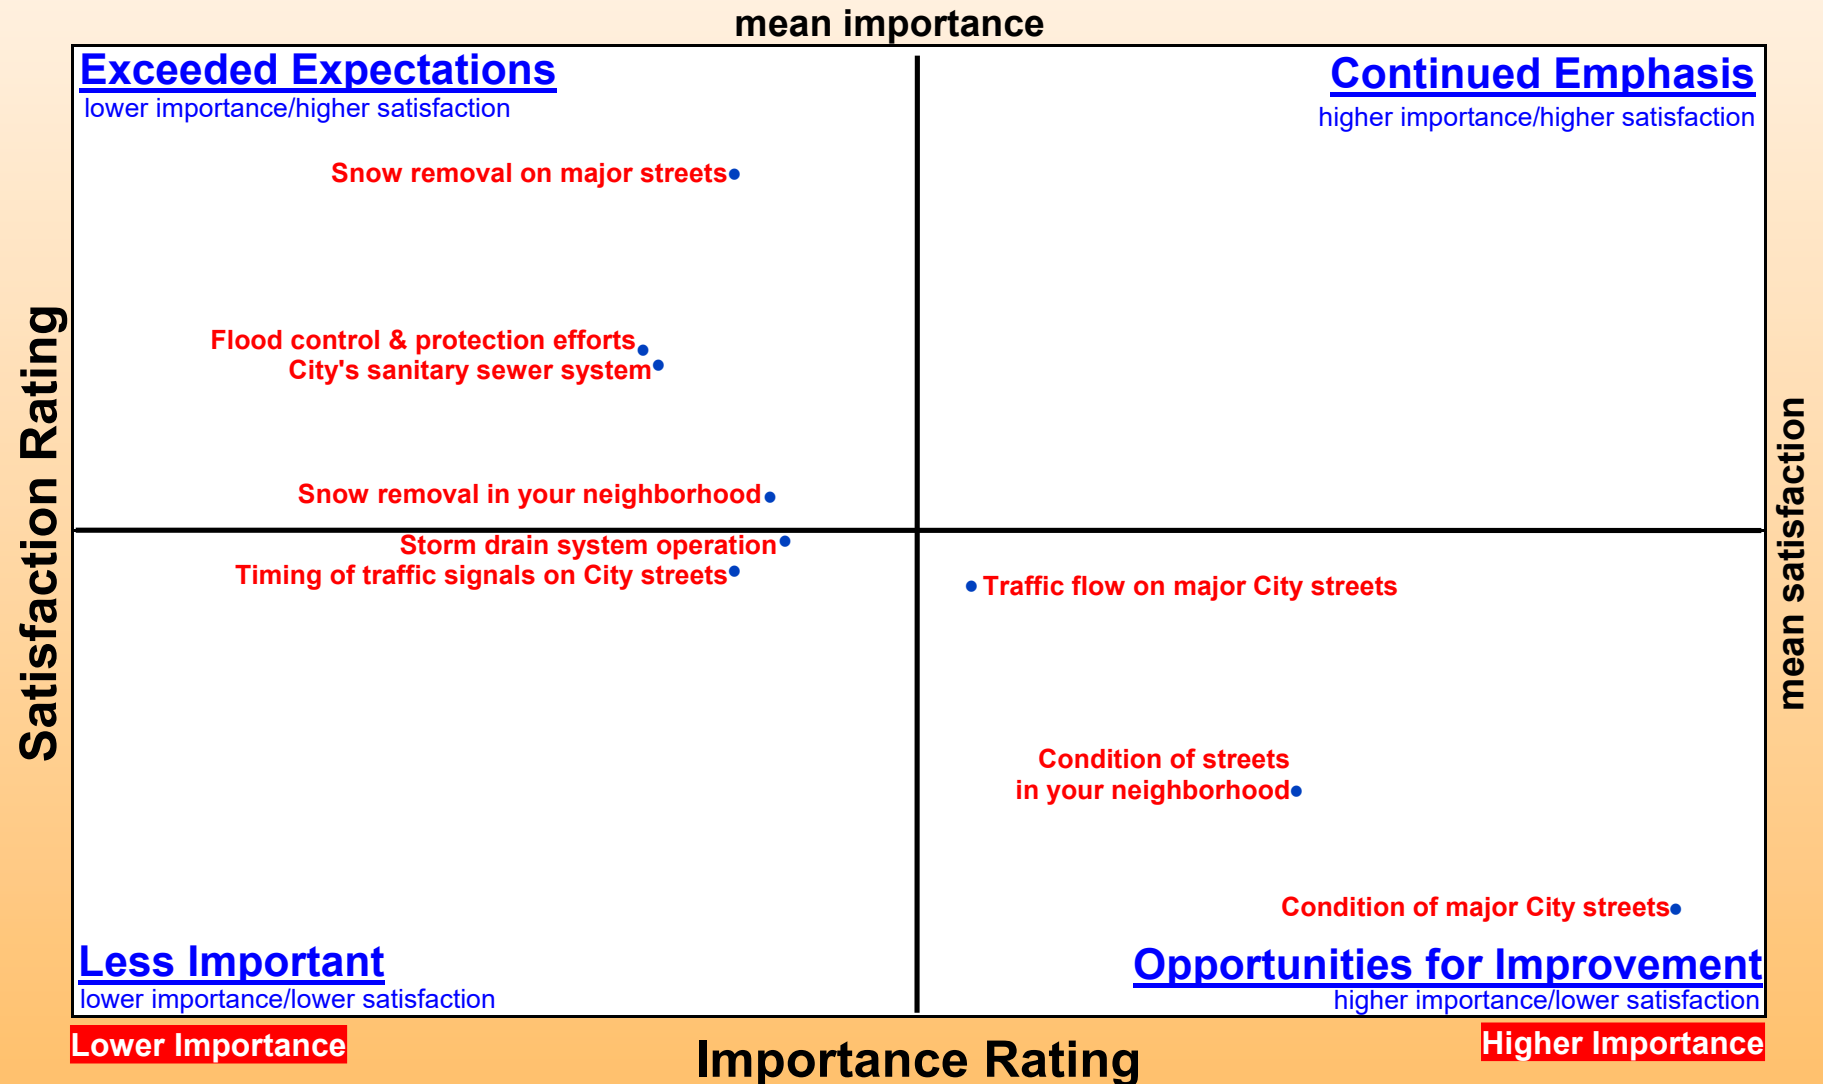 mean importance
Exceeded Expectations
lower importance/higher satisfaction
Continued Emphasis
higher importance/higher satisfaction
Snow removal on major streets
Flood control & protection efforts
City's sanitary sewer system
Snow removal in your neighborhood
Storm drain system operation
Timing of traffic signals on City streets
Traffic flow on major City streets
Condition of streets
in your neighborhood
Condition of major City streets
Less Important
lower importance/lower satisfaction
Opportunities for Improvement
higher importance/lower satisfaction
Satisfaction Rating
mean satisfaction
Lower Importance
Importance Rating
Higher Importance